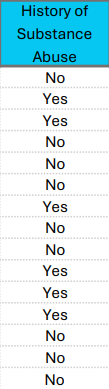 History of
Substance
Abuse
No
Yes
Yes
No
No
No
Yes
No
No
Yes
Yes
Yes
No
No
No